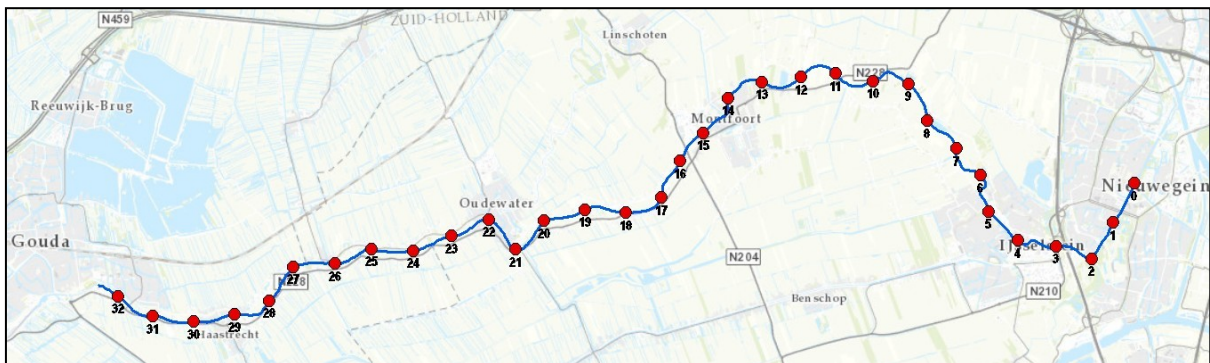 N459
ZUID-HOLLAND
Linschoten
Reeuwijk-Brug
N228
13
12
11
10
9
14
Montfoort
15
8
16
7
6
Nieuwegein
0
Oudewater
17
5
1
22
20
19
18
Gouda
23
21
4
IJsselstein
3
2
25
24
N204
27
26
N228
N210
Benschop
32
28
31
30
29
Haastrecht